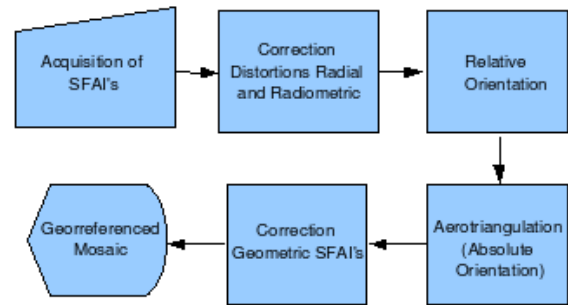 Acquisition of
SFAI's
Correction
Distortions Radial
and Radiometric
Relative
Orientation
Aerotriangulation
(Absolute
Orientation)
Correction
Geometric SFAI's
Georreferenced
Mosaic